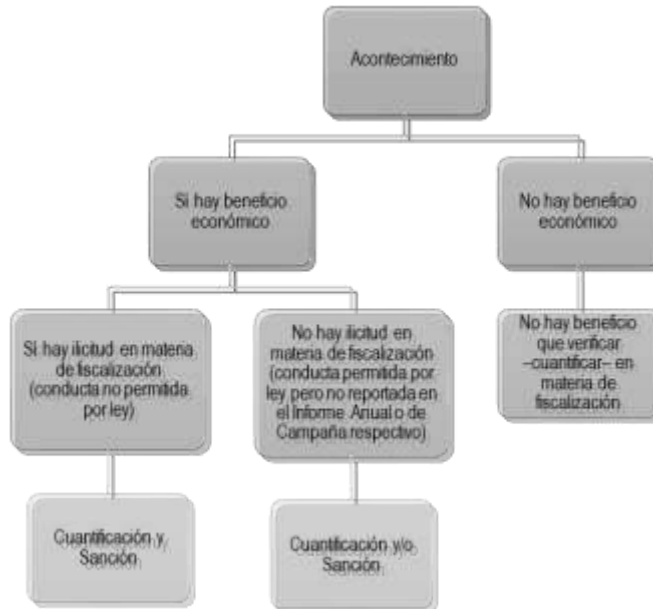 Acontecimiento
Sí hay beneficio
económico
No hay beneficio
económico
Sí hay ilicitud en materia
de fiscalización
(conducta no permitida
por ley)
No hay ilicitud en
materia de fiscalización
(conducta permitida por
ley pero no reportada en
el Informe Anual o de
Campaña respectivo)
No hay beneficio
que verificar
–cuantificar– en
materia de
fiscalización
Cuantificación y
Sanción
Cuantificación y/o
Sanción